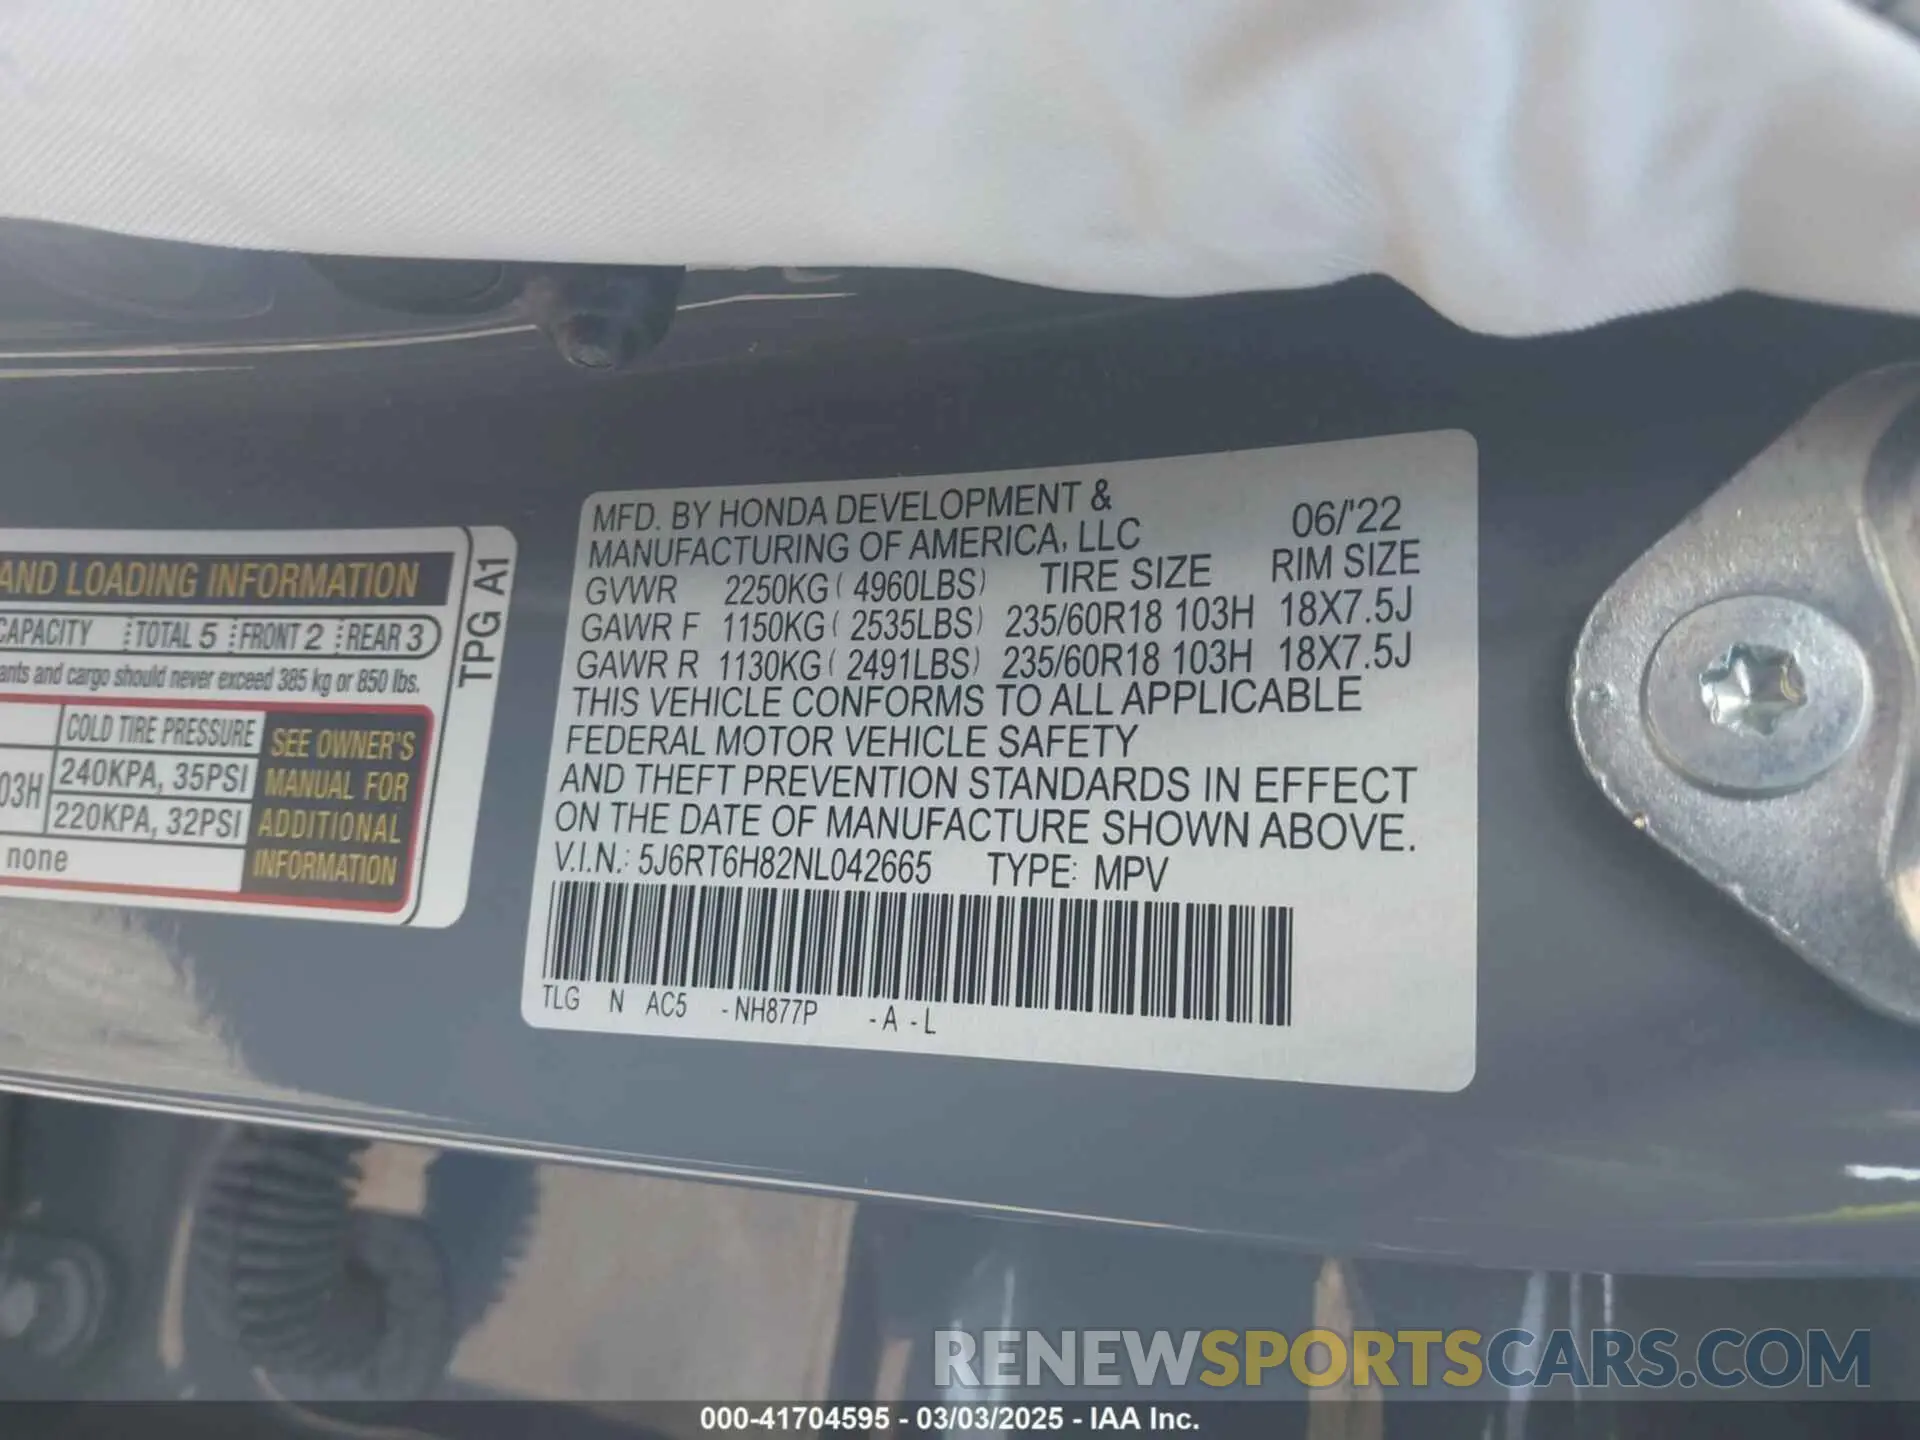 AND LOADING INFORMATION
CAPACITY TOTAL 5 FRONT 2 REAR 3
and cargo should never exceed 385 kg or 850 lbs.
COLD TIRE PRESSURE
03H 240KPA, 35PSI
220KPA, 32PSI
none
SEE OWNER'S
MANUAL FOR
ADDITIONAL
INFORMATION
TPG A1
MFD. BY HONDA DEVELOPMENT &
MANUFACTURING OF AMERICA, LLC 06/'22
GVWR 2250KG ( 4960LBS) TIRE SIZE RIM SIZE
GAWR F 1150KG ( 2535LBS) 235/60R18 103H 18X7.5J
GAWR R 1130KG ( 2491LBS) 235/60R18 103H 18X7.5J
THIS VEHICLE CONFORMS TO ALL APPLICABLE
FEDERAL MOTOR VEHICLE SAFETY
AND THEFT PREVENTION STANDARDS IN EFFECT
ON THE DATE OF MANUFACTURE SHOWN ABOVE.
V.I.N.: 5J6RT6H82NL042665 TYPE: MPV
TLG N AC5 -NH877P -A -L
RENEWSPORTSCARS.COM
000-41704595 - 03/03/2025 - IAA Inc.